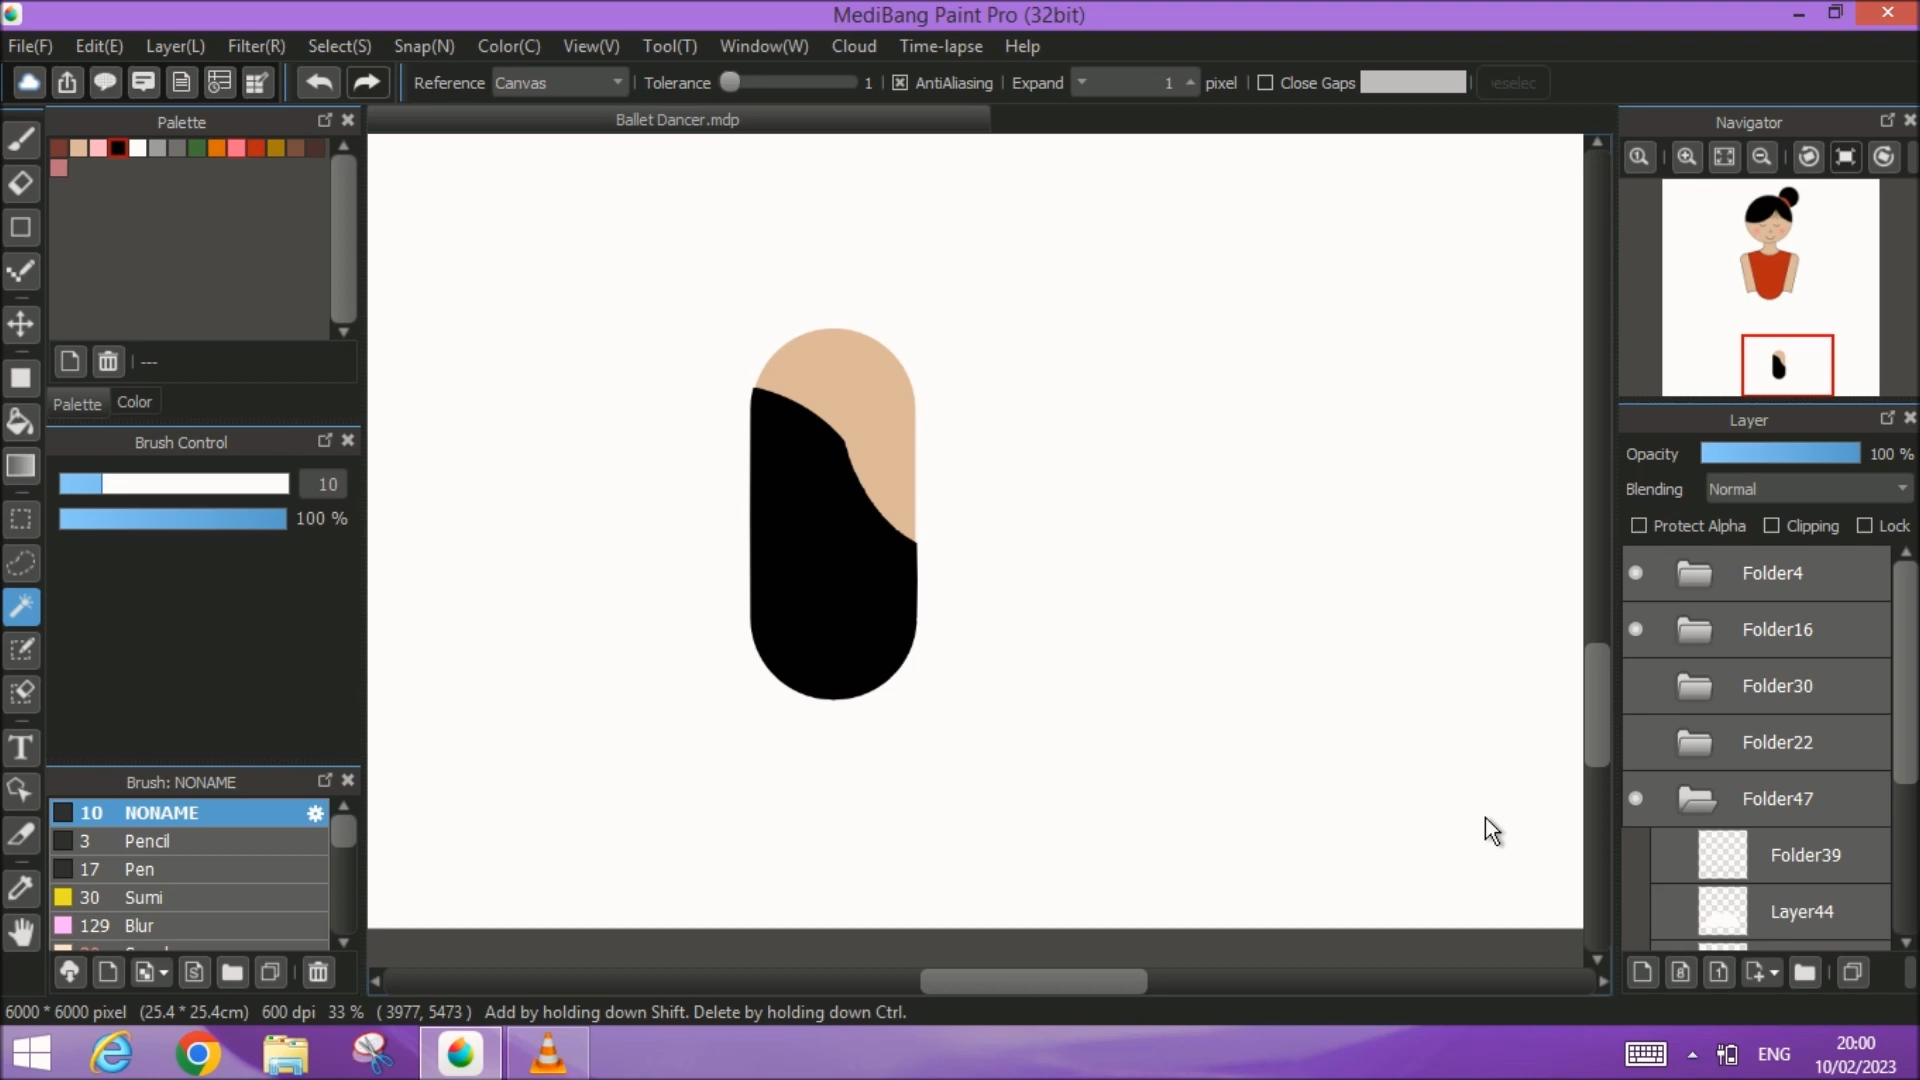 MediBang Paint Pro (32bit)
File(F) Edit(E) Layer(L) Filter(R) Select(S) Snap(N) Color(C) View(V) Tool(T) Window(W) Cloud Time-lapse Help
Reference Canvas Tolerance 1 AntiAliasing Expand 1 pixel Close Gaps
Palette
Ballet Dancer.mdp
Navigator
---
Palette Color
Brush Control
10
100 %
Layer
Opacity 100 %
Blending Normal
Protect Alpha Clipping Lock
Folder4
Folder16
Folder30
Folder22
Folder47
Folder39
Layer44
Brush: NONAME
10 NONAME
3 Pencil
17 Pen
30 Sumi
129 Blur
6000 * 6000 pixel (25.4 * 25.4cm) 600 dpi 33 % ( 3977, 5473 ) Add by holding down Shift. Delete by holding down Ctrl.
ENG
20:00
10/02/2023